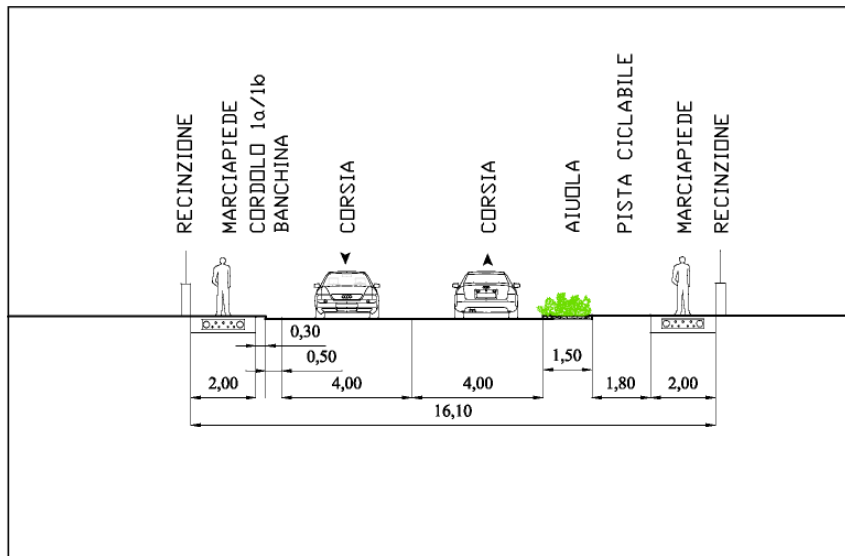 RECINZIONE
MARCIAPIEDE
CORDOLO 1a/1b
BANCHINA
CORSIA
CORSIA
AIUOLA
PISTA CICLABILE
MARCIAPIEDE
RECINZIONE
0,30
0,50
1,50
2,00
4,00
4,00
1,80
2,00
16,10